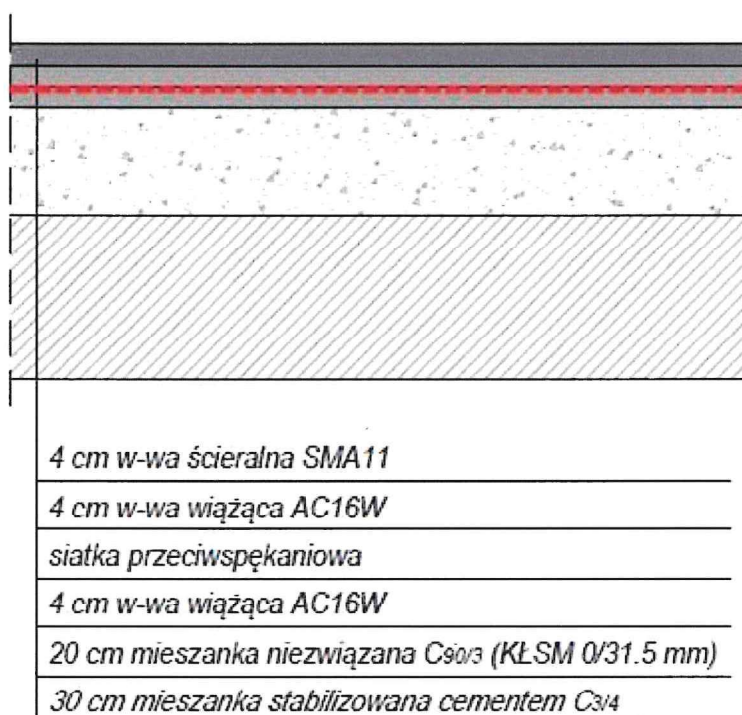 4 cm w-wa ścieralna SMA11
4 cm w-wa wiążąca AC16W
siatka przeciwspękaniowa
4 cm w-wa wiążąca AC16W
20 cm mieszanka niezwiązana C90/3 (KŁSM 0/31.5 mm)
30 cm mieszanka stabilizowana cementem C3/4